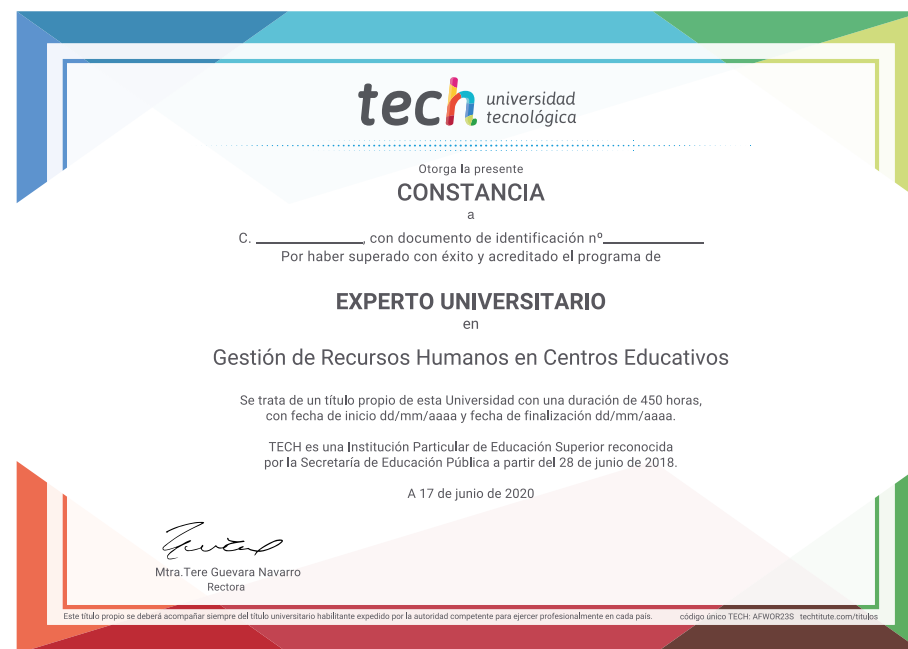 tech universidad
tecnológica
Otorga la presente
CONSTANCIA
a
C. ____________, con documento de identificación nº____________
Por haber superado con éxito y acreditado el programa de
EXPERTO UNIVERSITARIO
en
Gestión de Recursos Humanos en Centros Educativos
Se trata de un título propio de esta Universidad con una duración de 450 horas,
con fecha de inicio dd/mm/aaaa y fecha de finalización dd/mm/aaaa.
TECH es una Institución Particular de Educación Superior reconocida
por la Secretaría de Educación Pública a partir del 28 de junio de 2018.
A 17 de junio de 2020
Mtra.Tere Guevara Navarro
Rectora
Este título propio se deberá acompañar siempre del título universitario habilitante expedido por la autoridad competente para ejercer profesionalmente en cada país. código único TECH: AFWOR23S techtitute.com/titulos